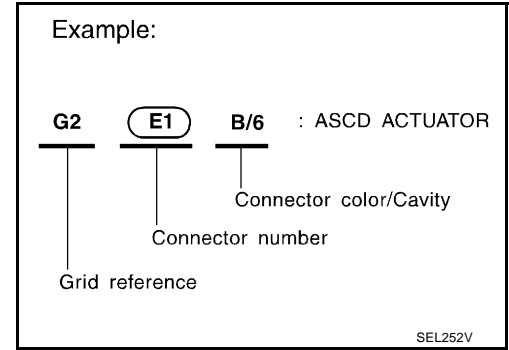 Example:
G2 E1 B/6 : ASCD ACTUATOR
Connector color/Cavity
Connector number
Grid reference
SEL252V